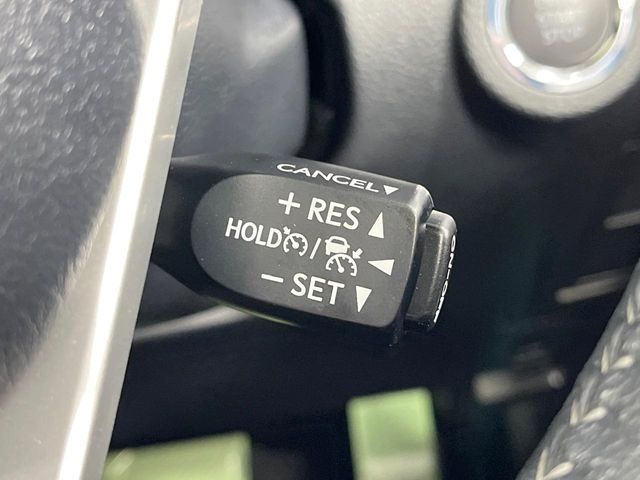 CANCEL▼
+ RES ▲
HOLD / ◀
− SET ▼